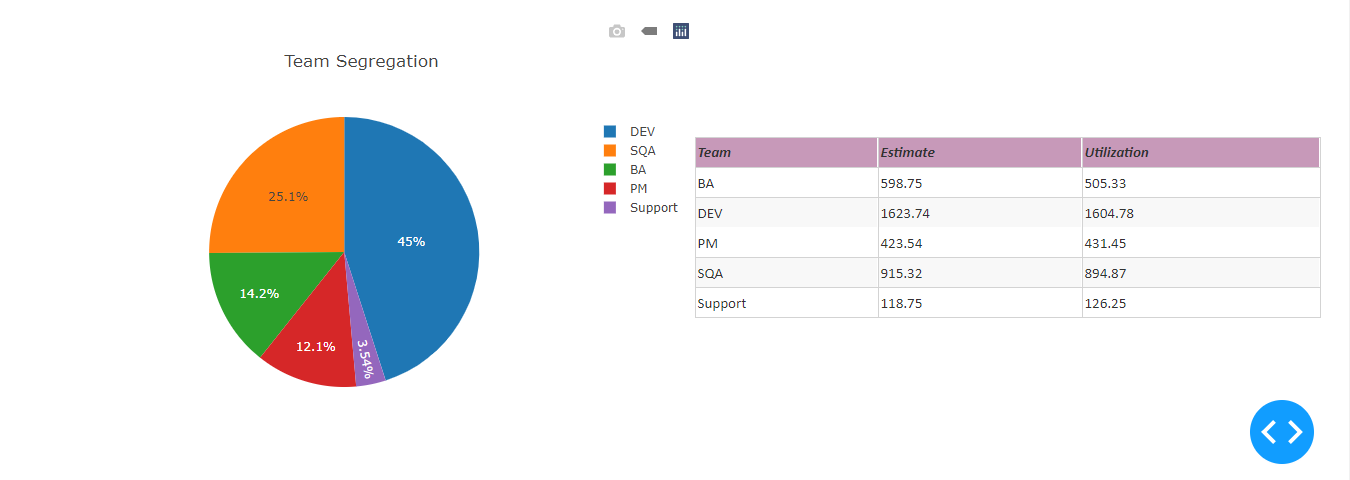 Team Segregation
25.1%
45%
14.2%
12.1%
3.54%
DEV
SQA
BA
PM
Support
Team Estimate Utilization
BA 598.75 505.33
DEV 1623.74 1604.78
PM 423.54 431.45
SQA 915.32 894.87
Support 118.75 126.25